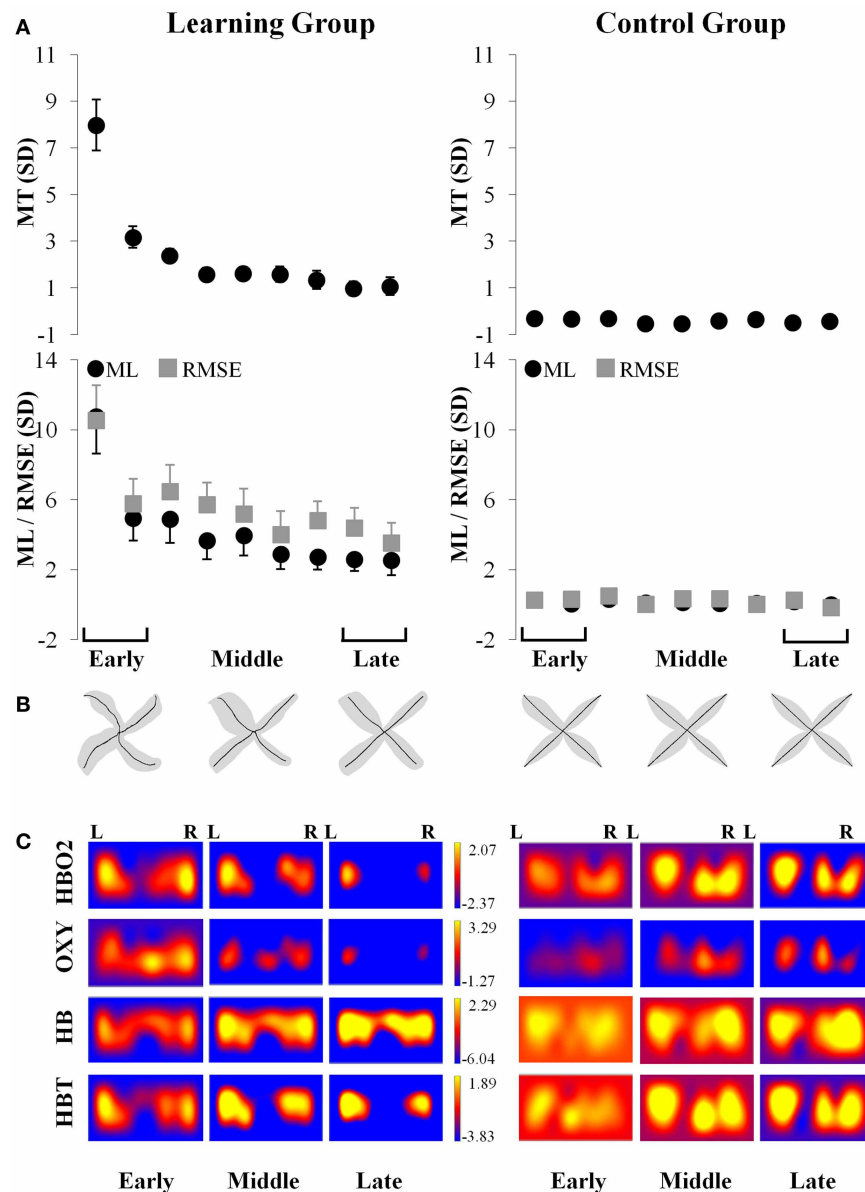 A Learning Group Control Group
MT (SD)
11
9
7
5
3
1
-1
MT (SD)
11
9
7
5
3
1
-1
ML / RMSE (SD)
14
10
6
2
-2
ML RMSE
Early Middle Late
ML / RMSE (SD)
14
10
6
2
-2
ML RMSE
Early Middle Late
B
C
L R L R L R L R
HBO2
2.07
-2.37
OXY
3.29
-1.27
HB
2.29
-6.04
HBT
1.89
-3.83
Early Middle Late Early Middle Late